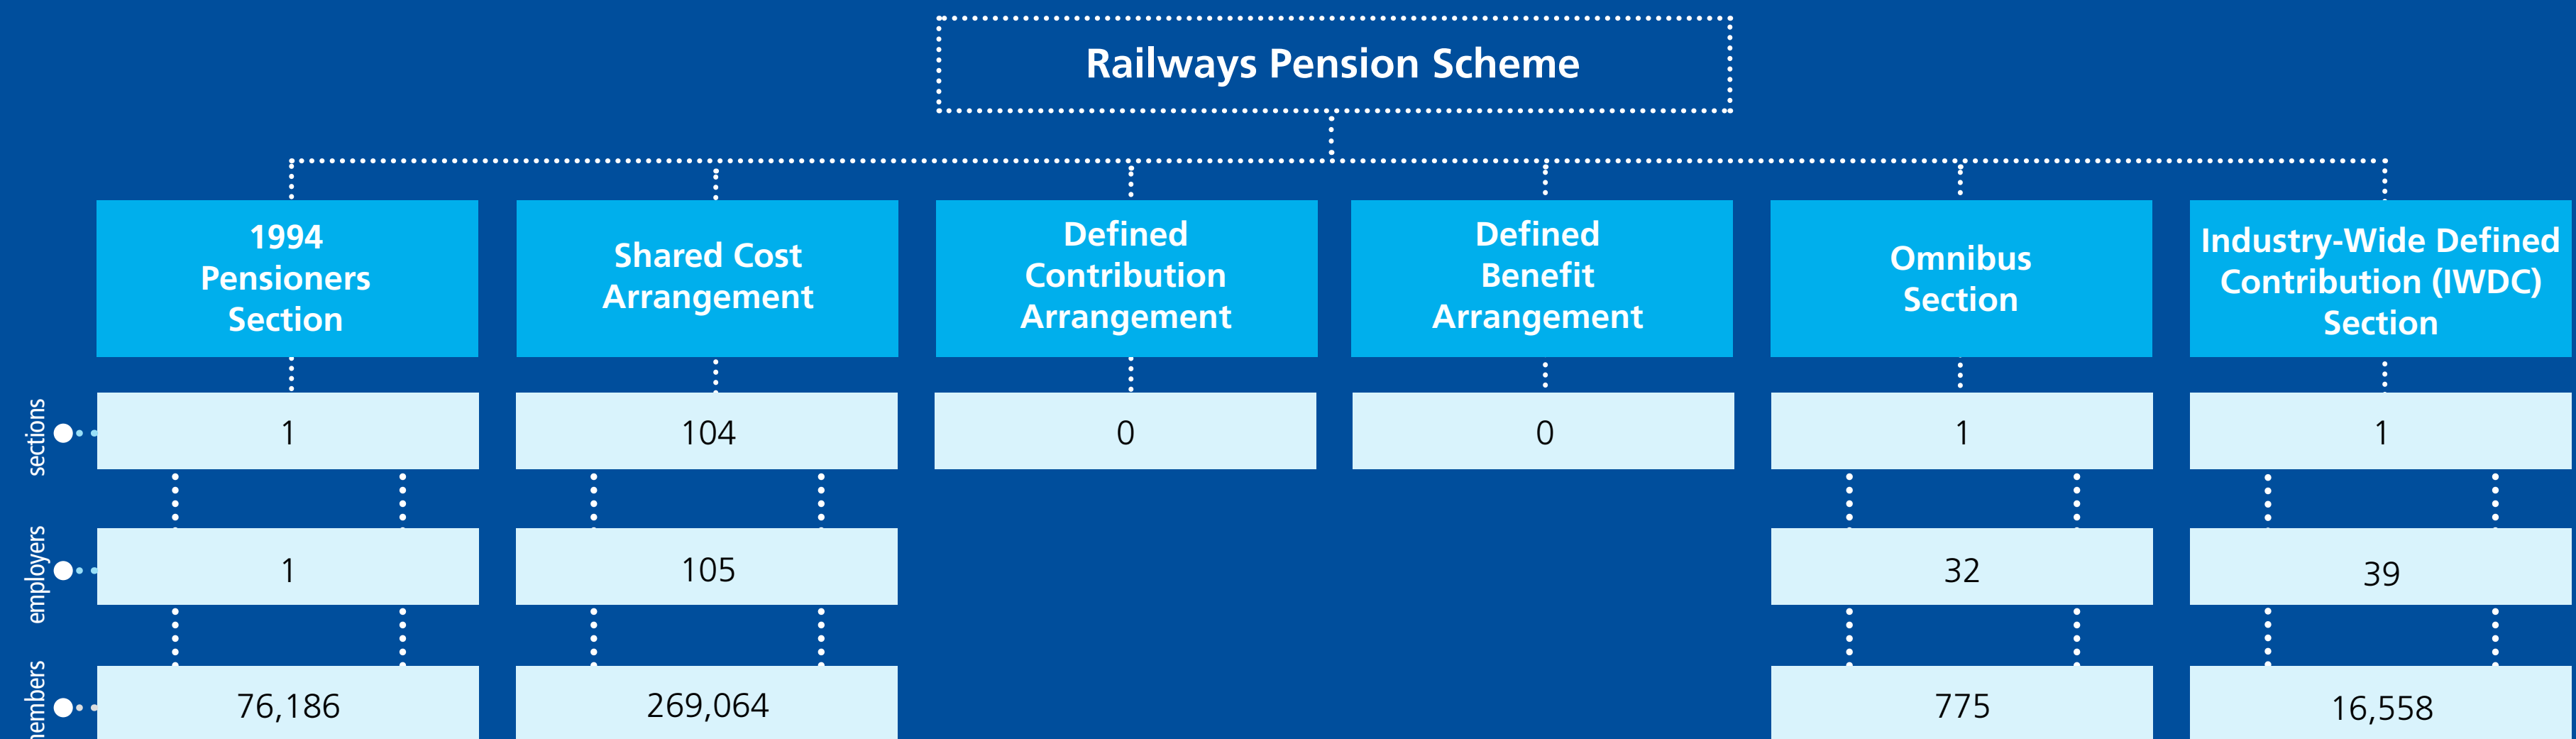 Railways Pension Scheme
1994
Pensioners
Section
Shared Cost
Arrangement
Defined
Contribution
Arrangement
Defined
Benefit
Arrangement
Omnibus
Section
Industry-Wide Defined
Contribution (IWDC)
Section
sections
1
104
0
0
1
1
employers
1
105
32
39
76,186
269,064
775
16,558